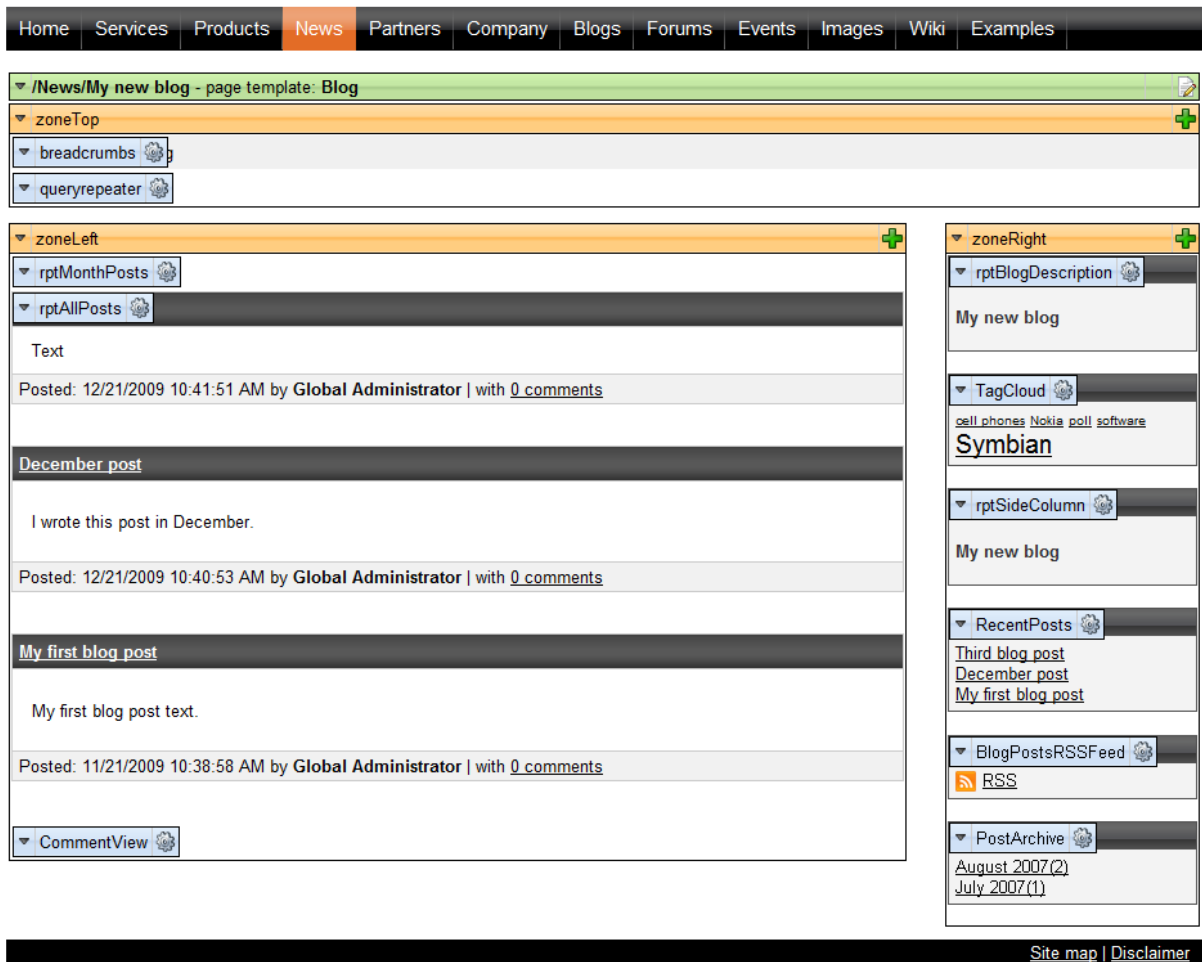 Home Services Products News Partners Company Blogs Forums Events Images Wiki Examples
/News/My new blog - page template: Blog
zoneTop
breadcrumbs
queryrepeater
zoneLeft
rptMonthPosts
rptAllPosts
Text
Posted: 12/21/2009 10:41:51 AM by Global Administrator | with 0 comments
December post
I wrote this post in December.
Posted: 12/21/2009 10:40:53 AM by Global Administrator | with 0 comments
My first blog post
My first blog post text.
Posted: 11/21/2009 10:38:58 AM by Global Administrator | with 0 comments
CommentView
zoneRight
rptBlogDescription
My new blog
TagCloud
cell phones Nokia poll software
Symbian
rptSideColumn
My new blog
RecentPosts
Third blog post
December post
My first blog post
BlogPostsRSSFeed
RSS
PostArchive
August 2007(2)
July 2007(1)
Site map | Disclaimer